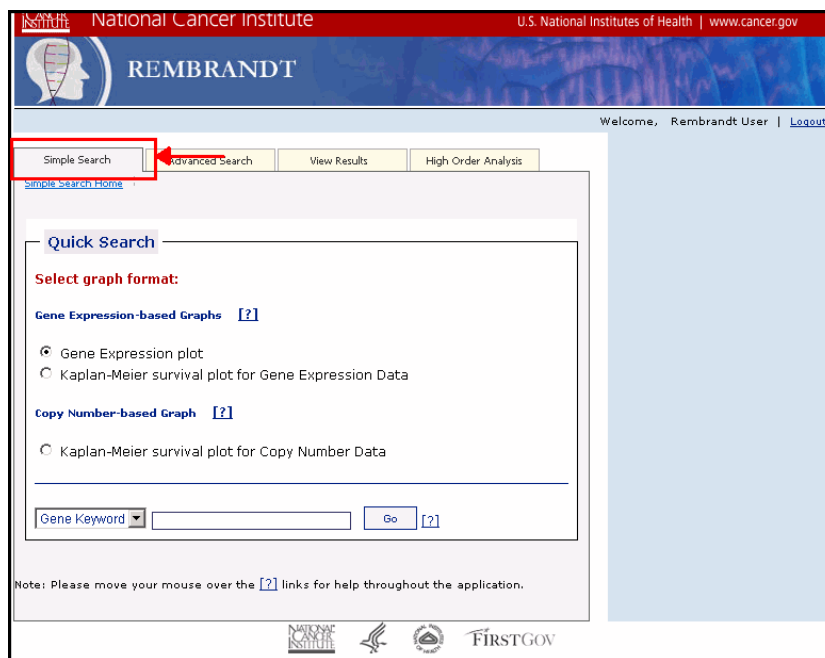 NATIONAL CANCER INSTITUTE National Cancer Institute U.S. National Institutes of Health | www.cancer.gov
REMBRANDT
Welcome, Rembrandt User | Logout
Simple Search Advanced Search View Results High Order Analysis
Simple Search Home
Quick Search
Select graph format:
Gene Expression-based Graphs [?]
Gene Expression plot
Kaplan-Meier survival plot for Gene Expression Data
Copy Number-based Graph [?]
Kaplan-Meier survival plot for Copy Number Data
Gene Keyword Go [?]
Note: Please move your mouse over the [?] links for help throughout the application.
NATIONAL CANCER INSTITUTE FIRSTGOV